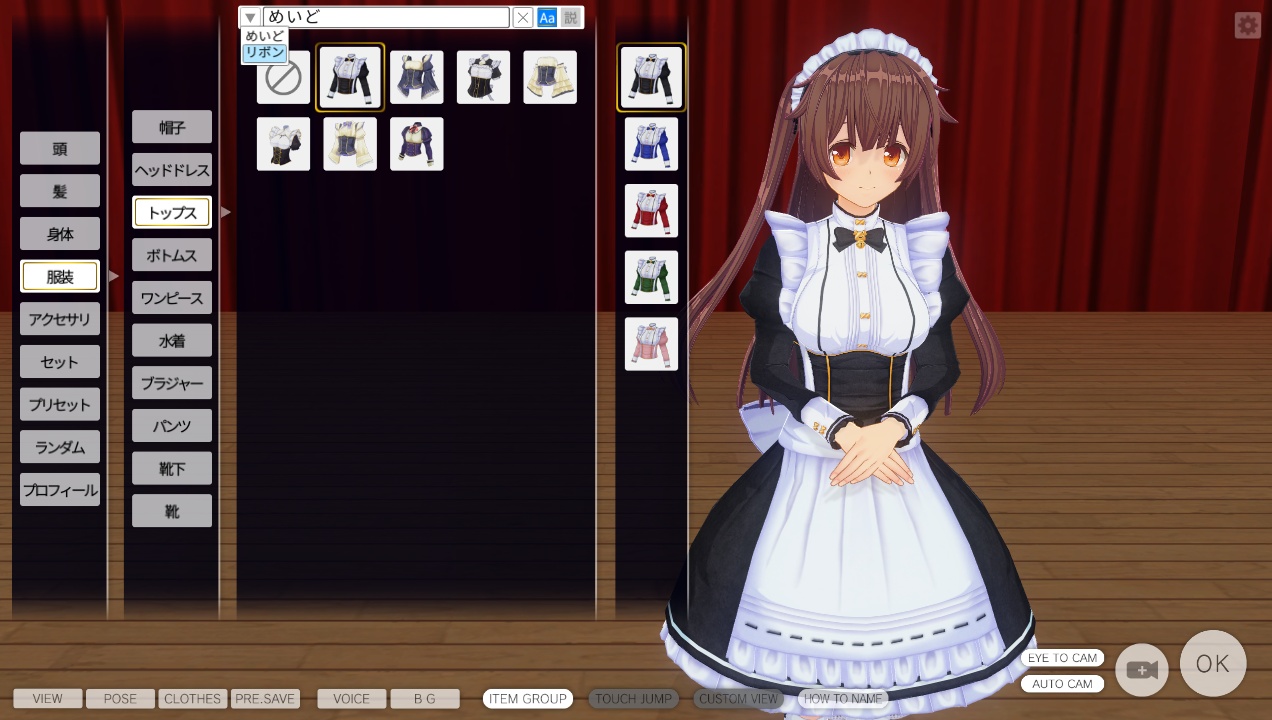 ▼ めいど × Aa 説
めいど
リボン
頭
髪
身体
服装
アクセサリ
セット
プリセット
ランダム
プロフィール
帽子
ヘッドドレス
トップス
ボトムス
ワンピース
水着
ブラジャー
パンツ
靴下
靴
EYE TO CAM
AUTO CAM
OK
VIEW POSE CLOTHES PRE.SAVE VOICE B G ITEM GROUP TOUCH JUMP CUSTOM VIEW HOW TO NAME